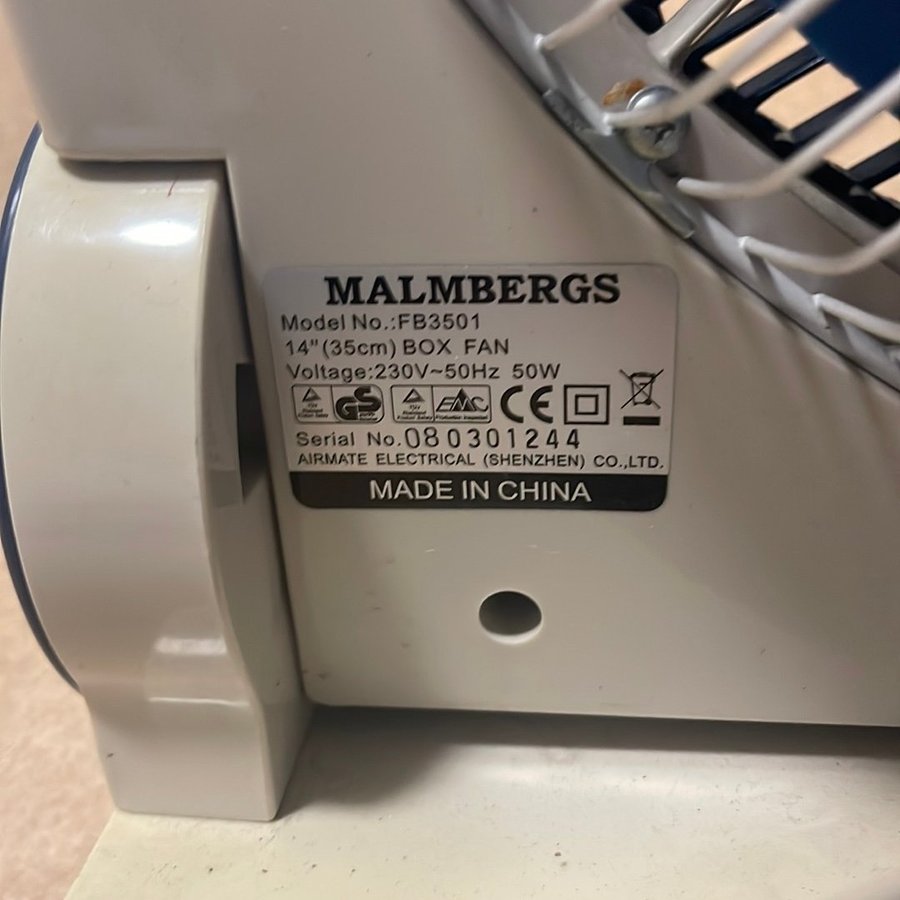 MALMBERGS
Model No.:FB3501
14"(35cm) BOX FAN
Voltage:230V~50Hz 50W
GS EMC CE
Serial No.080301244
AIRMATE ELECTRICAL (SHENZHEN) CO.,LTD.
MADE IN CHINA